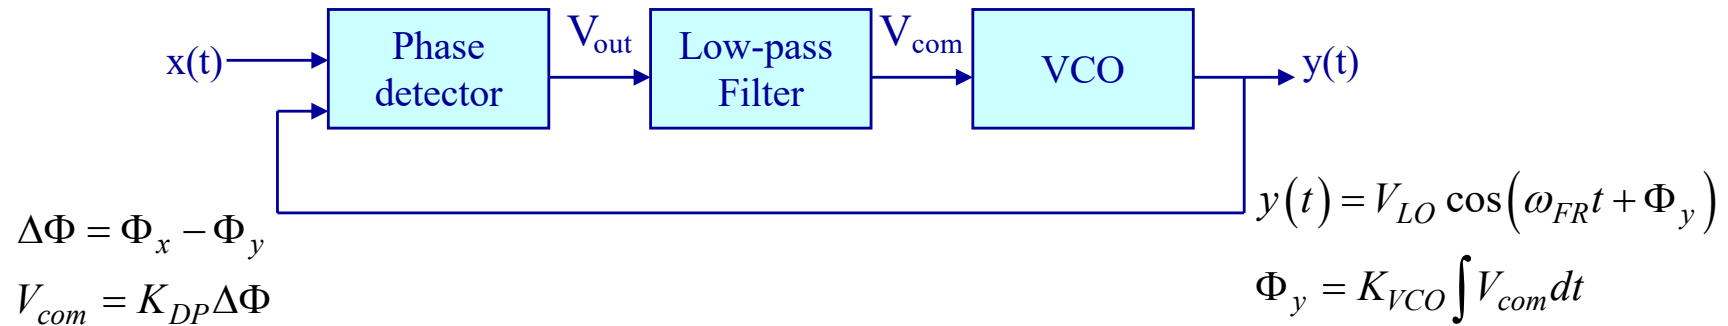 x(t)
Phase
detector
V_out
Low-pass
Filter
V_com
VCO
y(t)
ΔΦ = Φ_x − Φ_y
V_com = K_DP ΔΦ
y(t) = V_LO cos(ω_FR t + Φ_y)
Φ_y = K_VCO ∫ V_com dt